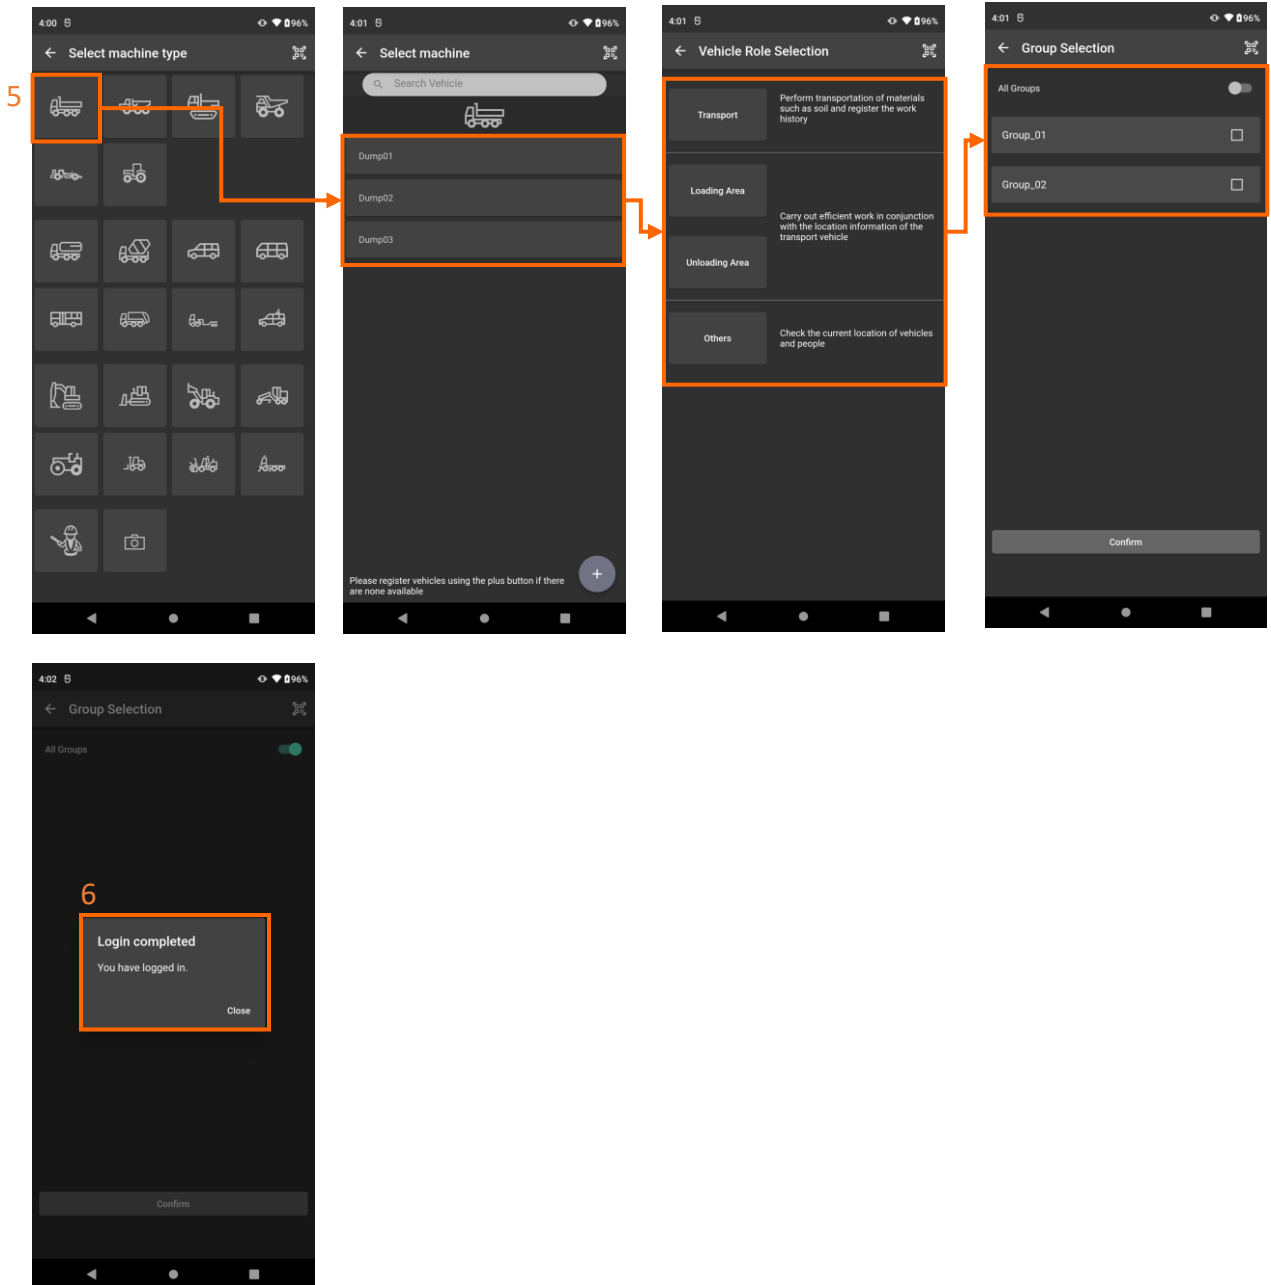 5
4:00
96%
Select machine type
4:01
96%
Select machine
Search Vehicle
Dump01
Dump02
Dump03
Please register vehicles using the plus button if there
are none available
+
4:01
96%
Vehicle Role Selection
Transport
Perform transportation of materials
such as soil and register the work
history
Loading Area
Unloading Area
Carry out efficient work in conjunction
with the location information of the
transport vehicle
Others
Check the current location of vehicles
and people
4:01
96%
Group Selection
All Groups
Group_01
Group_02
Confirm
4:02
96%
Group Selection
All Groups
6
Login completed
You have logged in.
Close
Confirm